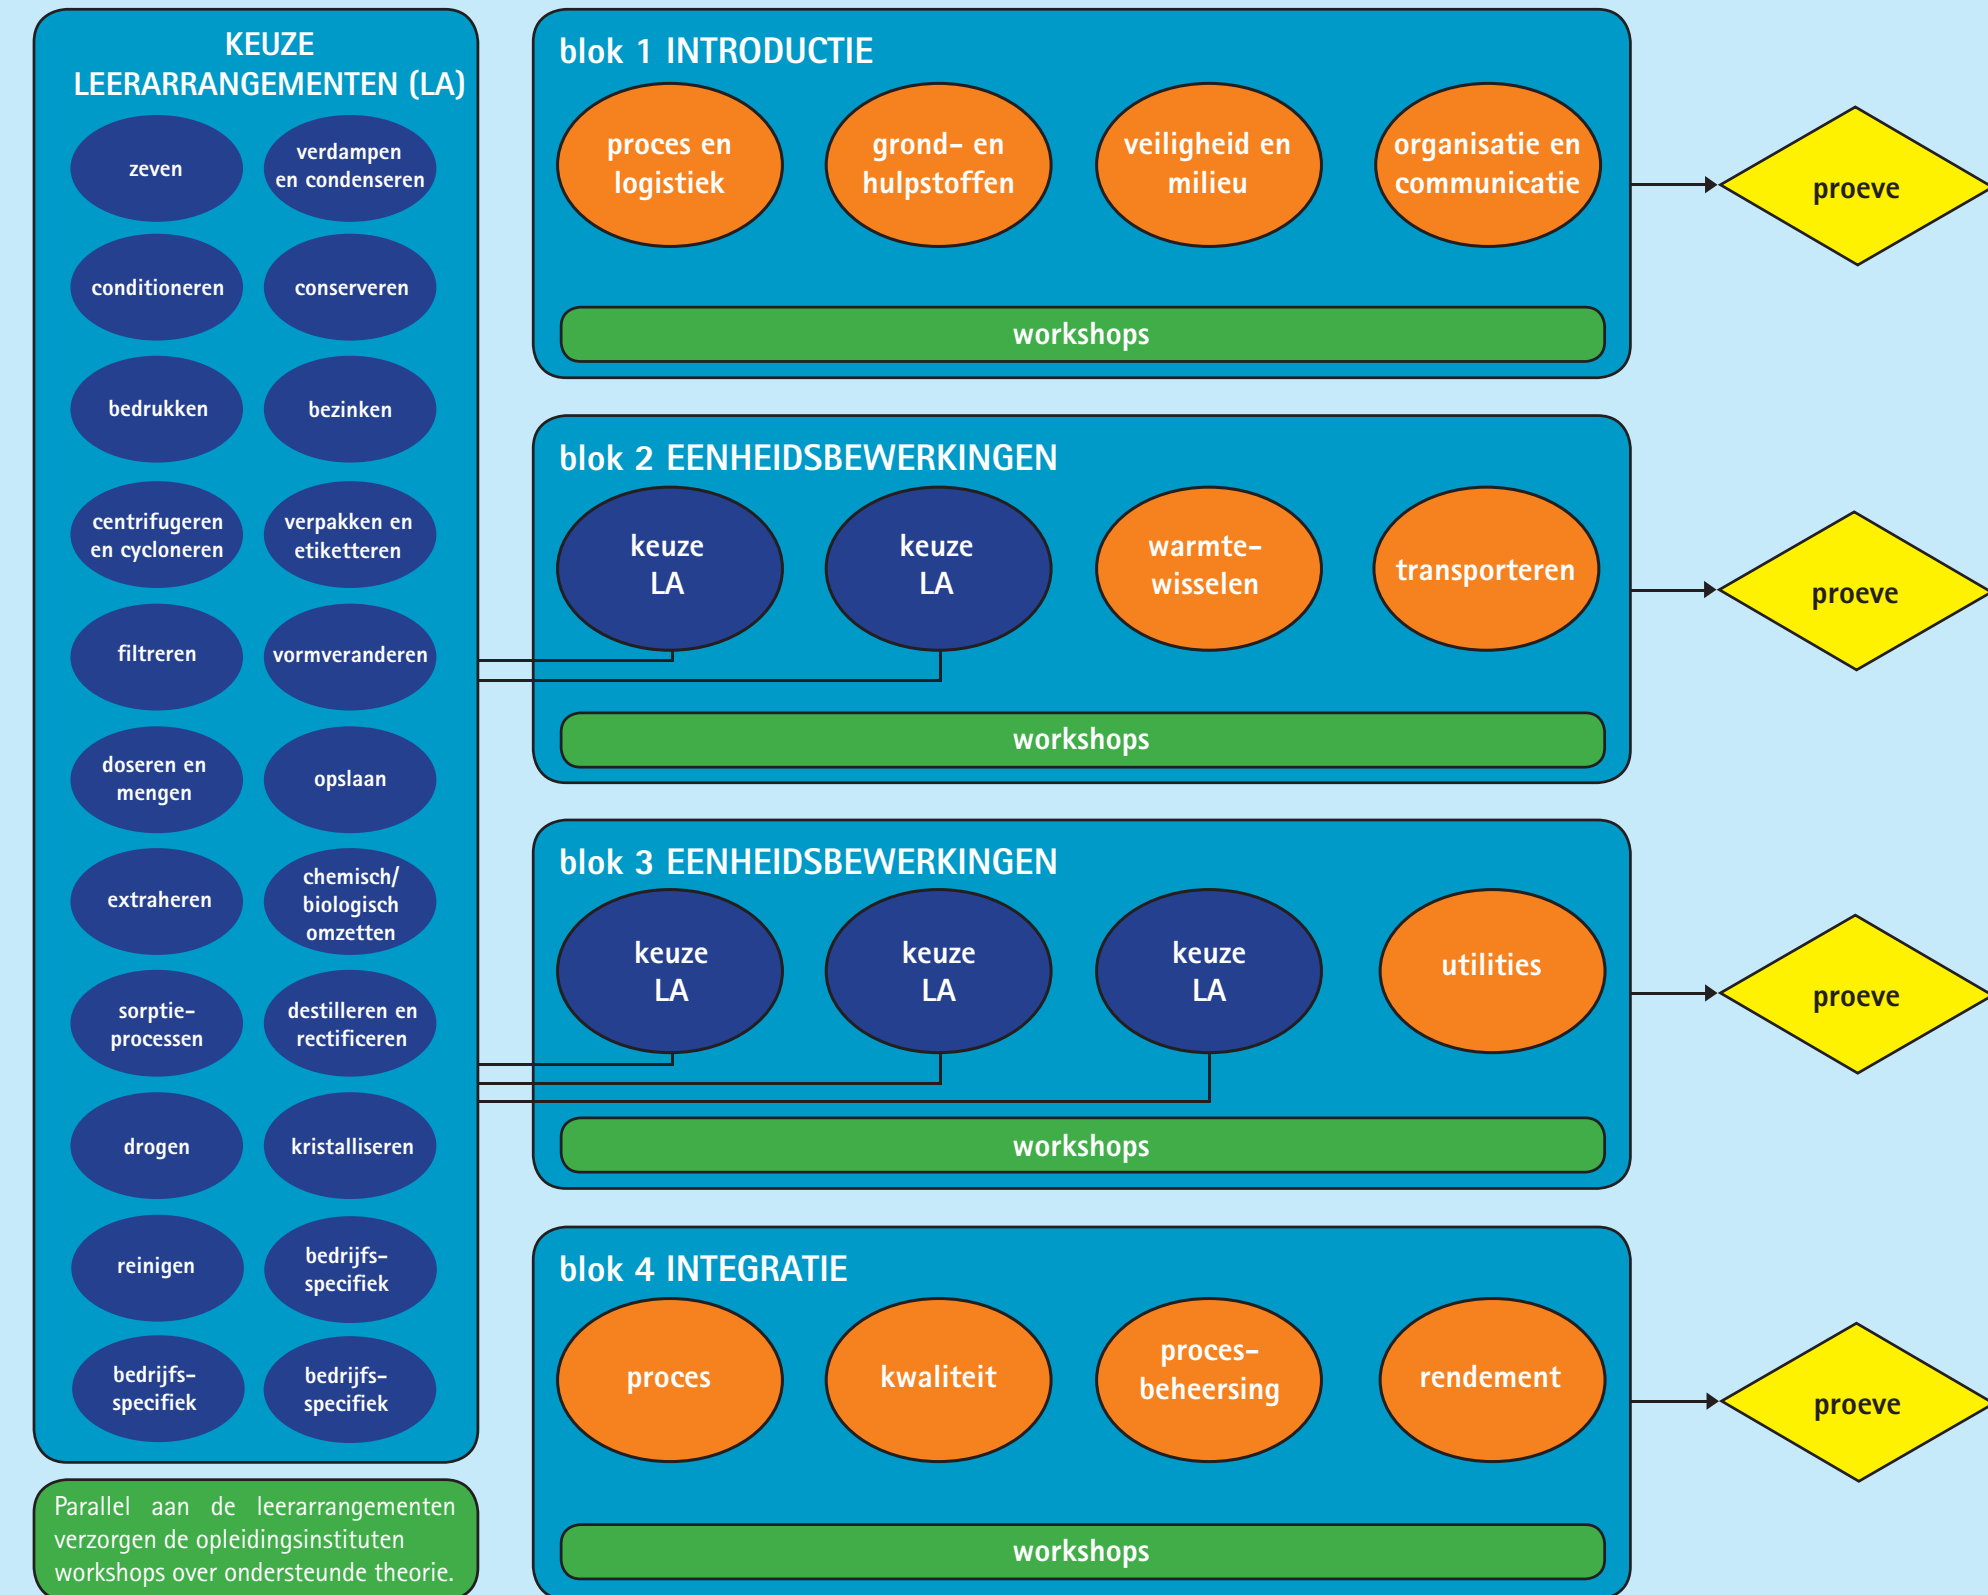 KEUZE
LEERARRANGEMENTEN (LA)
zeven
verdampen
en condenseren
conditioneren
conserveren
bedrukken
bezinken
centrifugeren
en cycloneren
verpakken en
etiketteren
filtreren
vormveranderen
doseren en
mengen
opslaan
extraheren
chemisch/
biologisch
omzetten
sorptie-
processen
destilleren en
rectificeren
drogen
kristalliseren
reinigen
bedrijfs-
specifiek
bedrijfs-
specifiek
bedrijfs-
specifiek
Parallel aan de leerarrangementen
verzorgen de opleidingsinstituten
workshops over ondersteunde theorie.
blok 1 INTRODUCTIE
proces en
logistiek
grond- en
hulpstoffen
veiligheid en
milieu
organisatie en
communicatie
workshops
proeve
blok 2 EENHEIDSBEWERKINGEN
keuze
LA
keuze
LA
warmte-
wisselen
transporteren
workshops
proeve
blok 3 EENHEIDSBEWERKINGEN
keuze
LA
keuze
LA
keuze
LA
utilities
workshops
proeve
blok 4 INTEGRATIE
proces
kwaliteit
proces-
beheersing
rendement
workshops
proeve